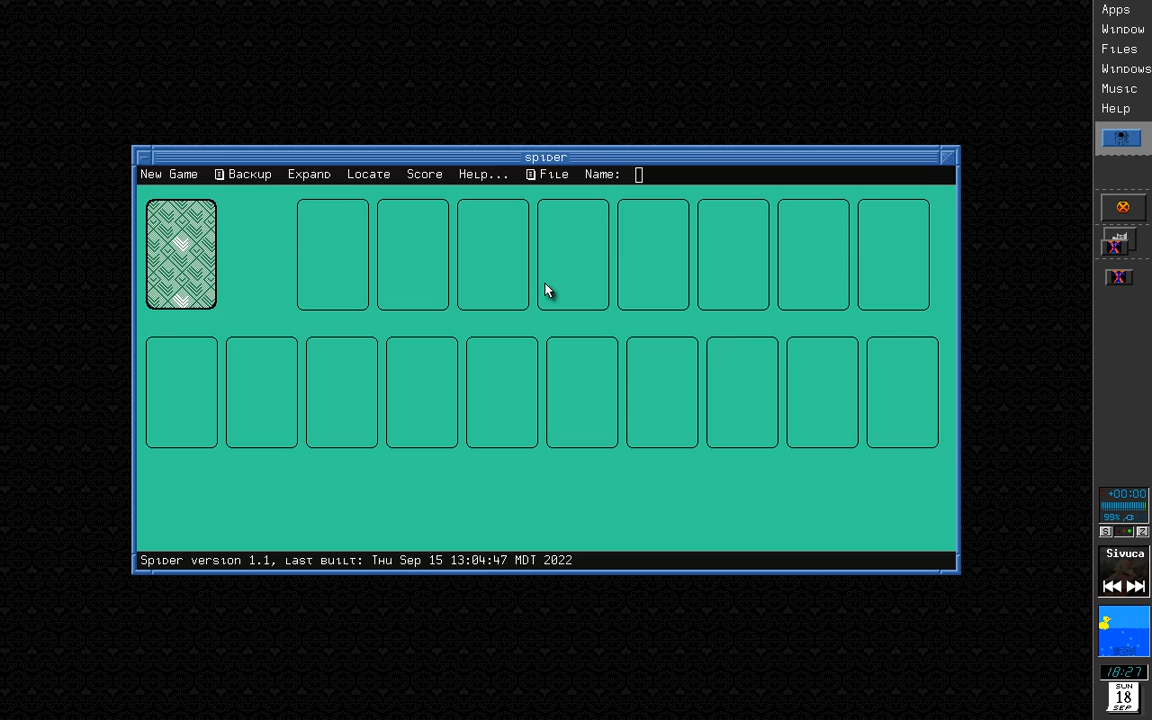 Apps
Window
Files
Windows
Music
Help
spider
New Game Backup Expand Locate Score Help... File Name:
Spider version 1.1, Last built: Thu Sep 15 13:04:47 MDT 2022
+00:00
99%
S Z
Sivuca
18:27
SUN
18
SEP